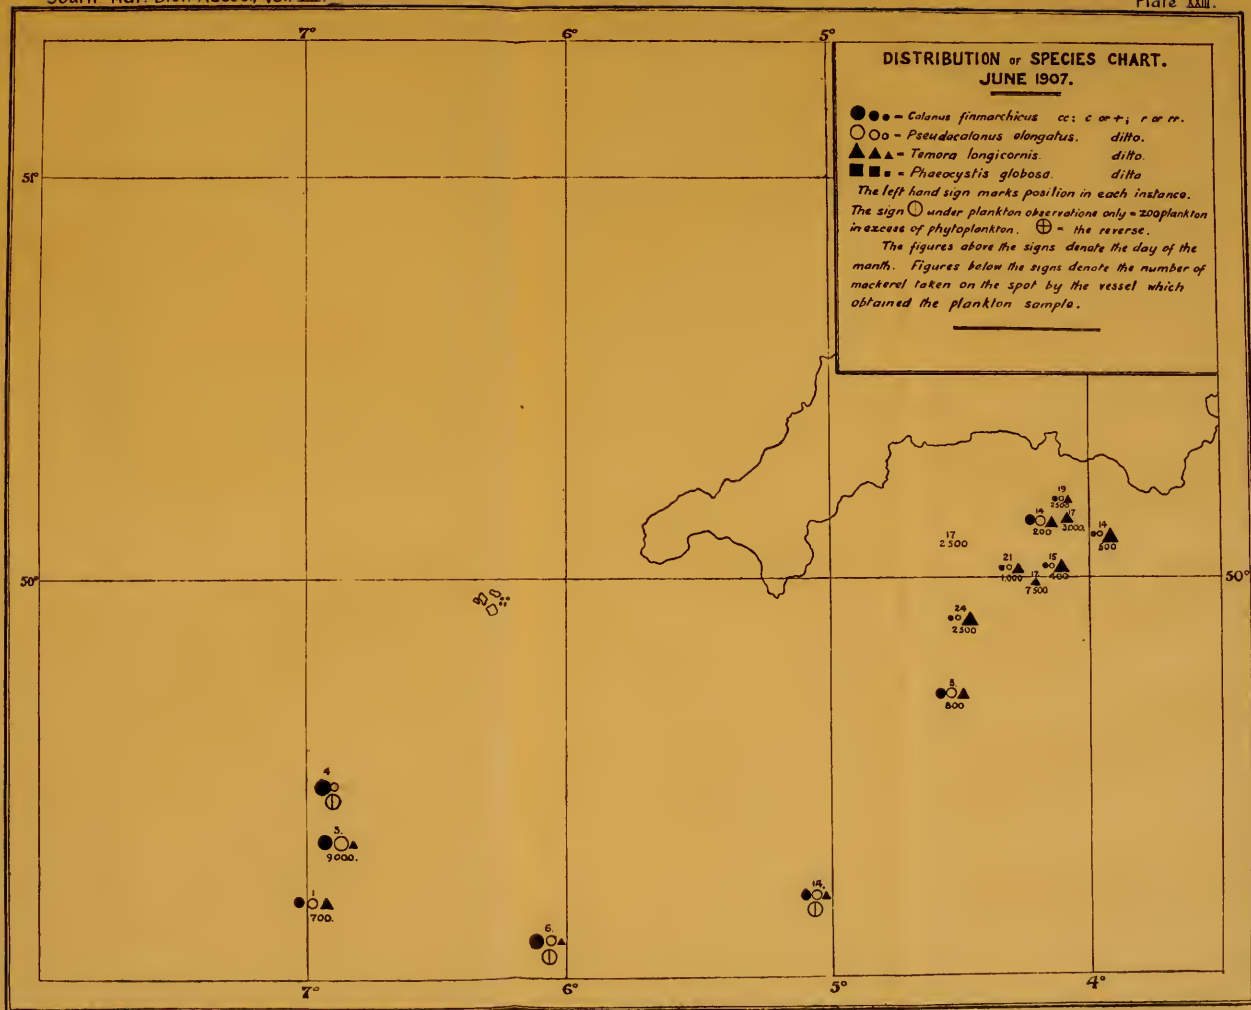 Plate XXIII.
7° 6° 5°
DISTRIBUTION OF SPECIES CHART.
JUNE 1907.
= Calanus finmarchicus cc; c or +; r or rr.
= Pseudocalanus elongatus. ditto.
= Temora longicornis. ditto.
= Phaeocystis globosa. ditto
The left hand sign marks position in each instance.
The sign under plankton observations only = zooplankton
in excess of phytoplankton. = the reverse.
The figures above the signs denote the day of the
month. Figures below the signs denote the number of
mackerel taken on the spot by the vessel which
obtained the plankton sample.
51°
19
2500
14
200
17
3000.
14
500
17
2500
21
1.000
15
400
17
7500
50° 50°
24
2500
5.
800
4
3.
9000.
1
700.
14.
6.
7° 6° 5° 4°